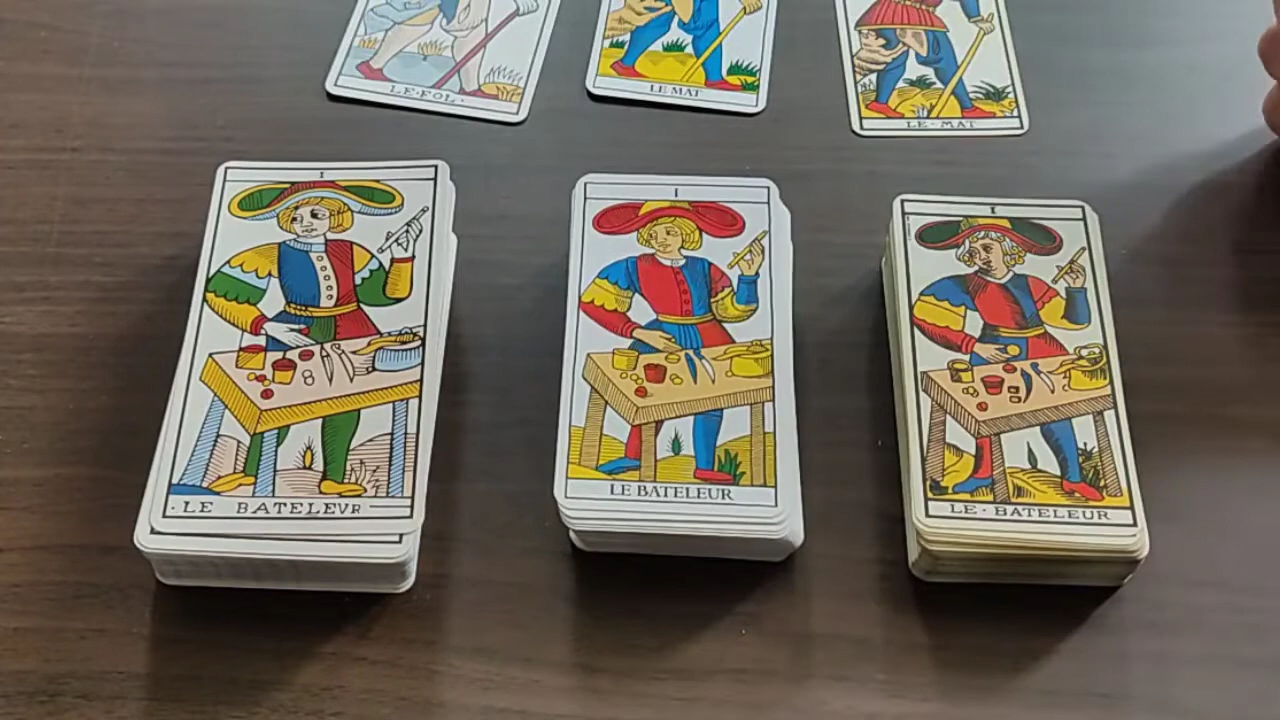 LE·FOL·
LE MAT
LE·MAT
I
I
I
·LE BATELEVR
LE BATELEUR
LE·BATELEUR